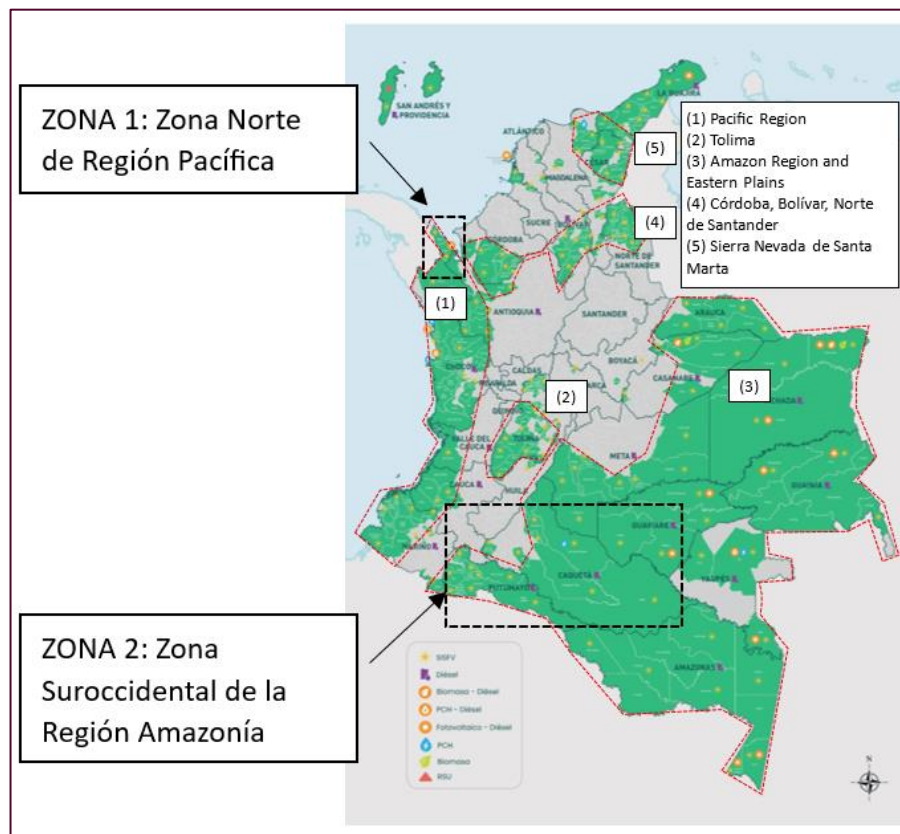 ZONA 1: Zona Norte
de Región Pacífica
ZONA 2: Zona
Suroccidental de la
Región Amazonía
(1) Pacific Region
(2) Tolima
(3) Amazon Region and
Eastern Plains
(4) Córdoba, Bolívar, Norte
de Santander
(5) Sierra Nevada de Santa
Marta
SAN ANDRÉS Y
PROVIDENCIA
LA GUAJIRA
ATLÁNTICO
(5)
CESAR
MAGDALENA
SUCRE
(4)
CÓRDOBA
NORTE DE
SANTANDER
(1)
ANTIOQUIA
SANTANDER
ARAUCA
BOYACÁ
CHOCÓ
CALDAS
CASANARE
(2)
(3)
TOLIMA
VALLE DEL
CAUCA
META
CAUCA
HUILA
GUAINÍA
GUAVIARE
NARIÑO
CAQUETÁ
VAUPÉS
PUTUMAYO
AMAZONAS
SISFV
Diésel
Biomasa - Diésel
PCH - Diésel
Fotovoltaico - Diésel
PCH
Biomasa
RSU
N